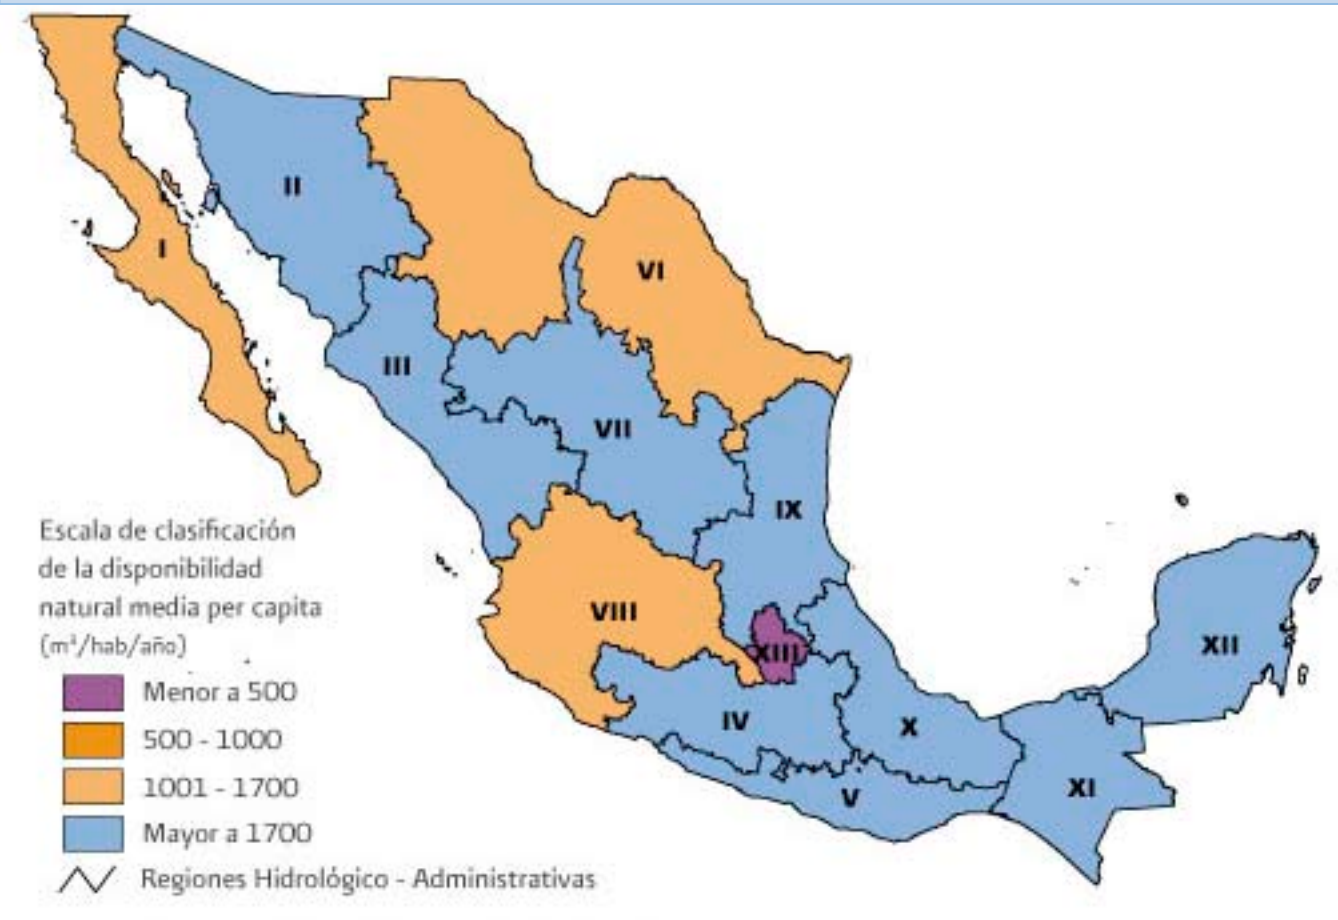 II
I
VI
III
VII
IX
Escala de clasificación
de la disponibilidad
natural media per capita
(m³/hab/año)
VIII
XIII
XII
Menor a 500
IV
X
500 - 1000
1001 - 1700
XI
V
Mayor a 1700
Regiones Hidrológico - Administrativas